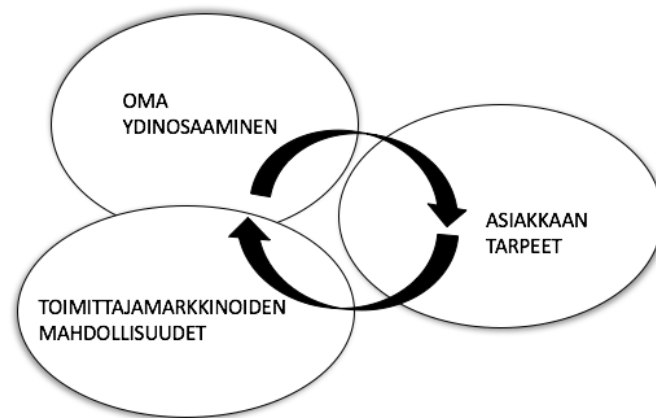 OMA
YDINOSAAMINEN
ASIAKKAAN
TARPEET
TOIMITTAJAMARKKINOIDEN
MAHDOLLISUUDET